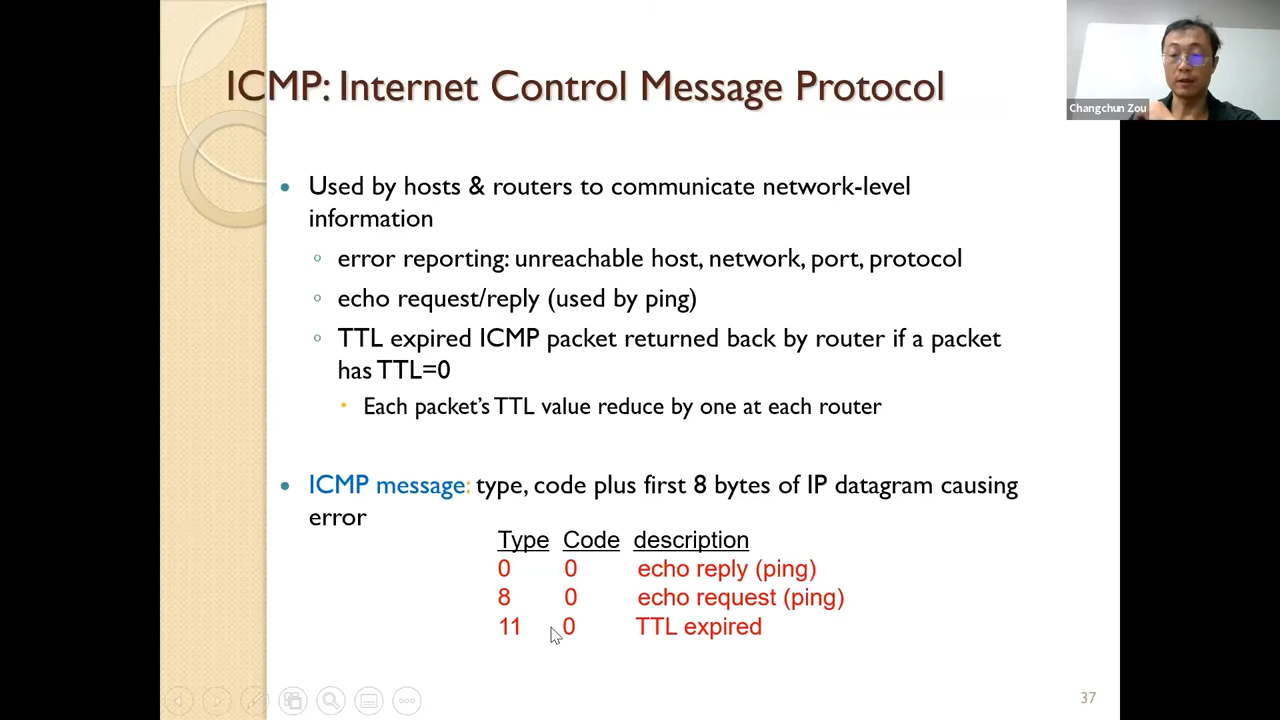 ICMP: Internet Control Message Protocol
Changchun Zou
Used by hosts & routers to communicate network-level
information
error reporting: unreachable host, network, port, protocol
echo request/reply (used by ping)
TTL expired ICMP packet returned back by router if a packet
has TTL=0
Each packet's TTL value reduce by one at each router
ICMP message: type, code plus first 8 bytes of IP datagram causing
error
Type Code description
0 0 echo reply (ping)
8 0 echo request (ping)
11 0 TTL expired
37